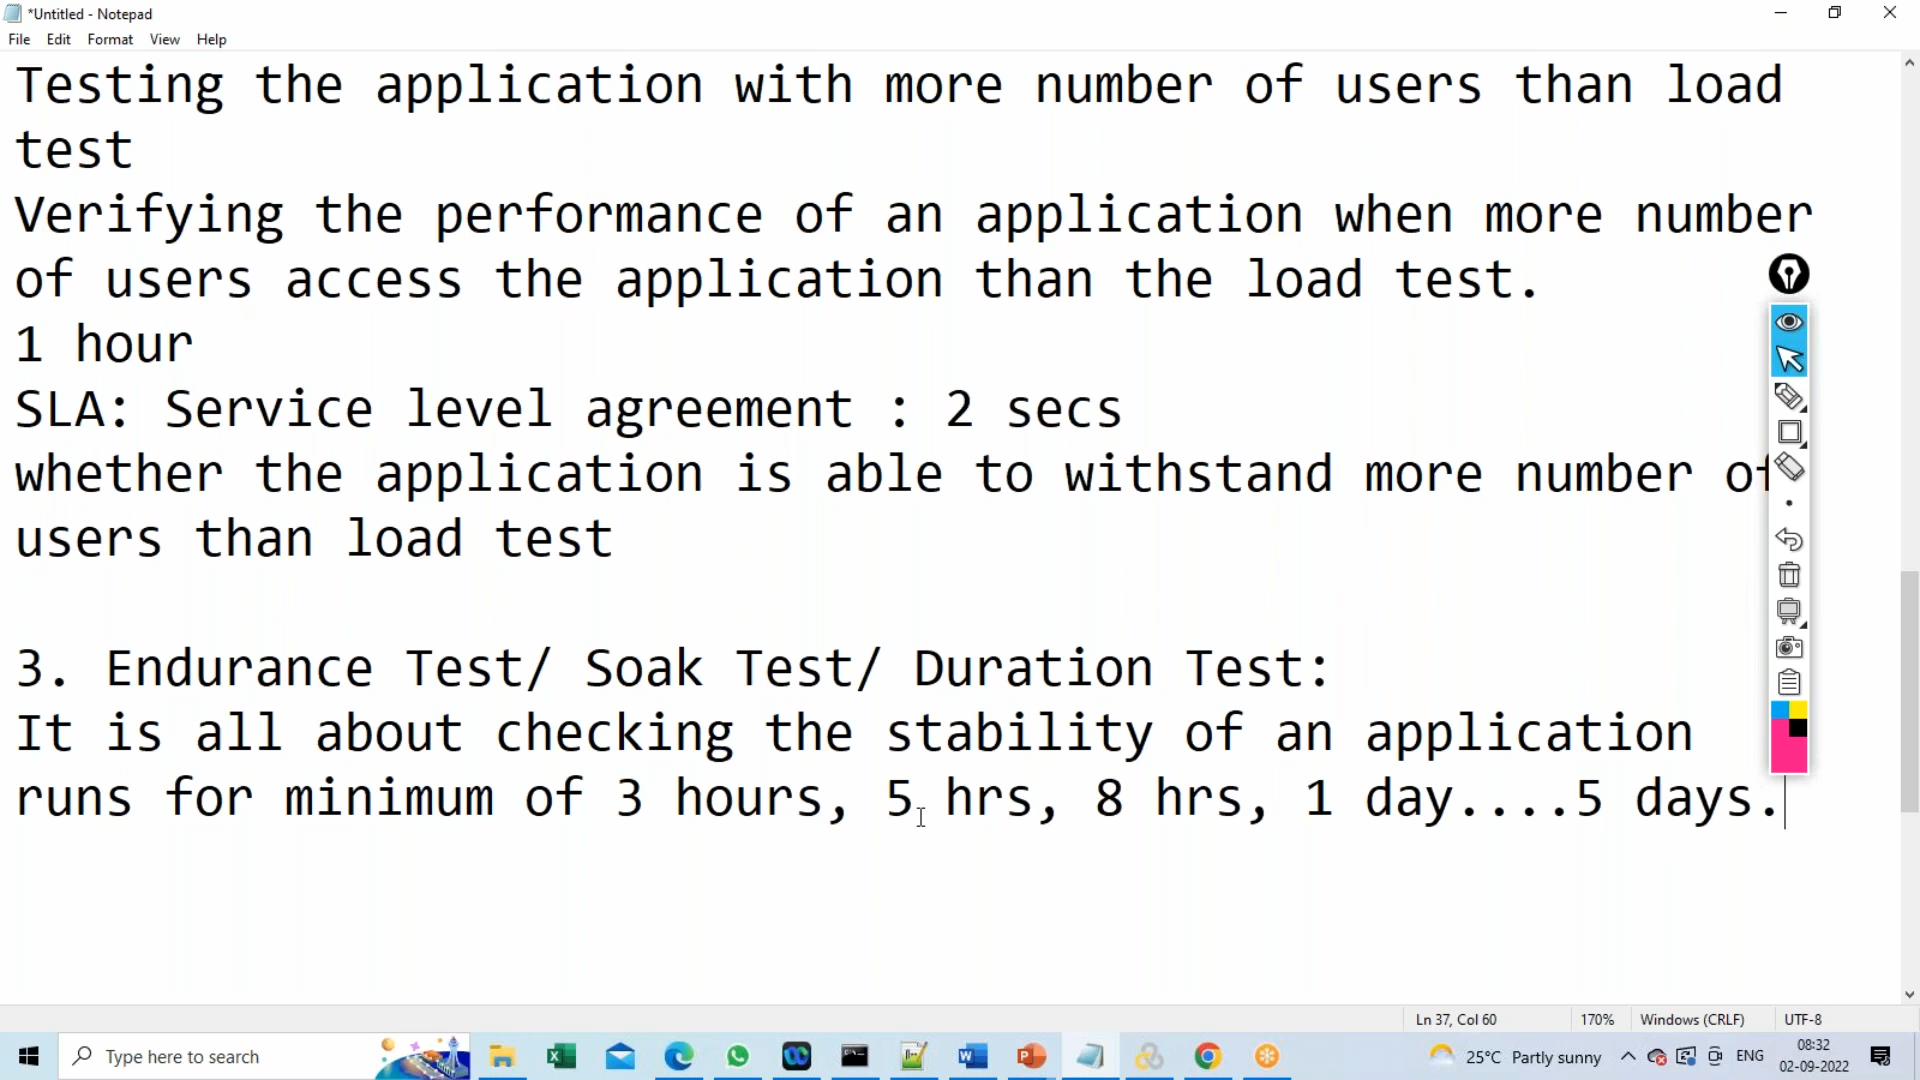 *Untitled - Notepad
File Edit Format View Help
Testing the application with more number of users than load
test
Verifying the performance of an application when more number
of users access the application than the load test.
1 hour
SLA: Service level agreement : 2 secs
whether the application is able to withstand more number of
users than load test
3. Endurance Test/ Soak Test/ Duration Test:
It is all about checking the stability of an application
runs for minimum of 3 hours, 5 hrs, 8 hrs, 1 day....5 days.
Ln 37, Col 60 170% Windows (CRLF) UTF-8
Type here to search
25°C Partly sunny
ENG
08:32
02-09-2022